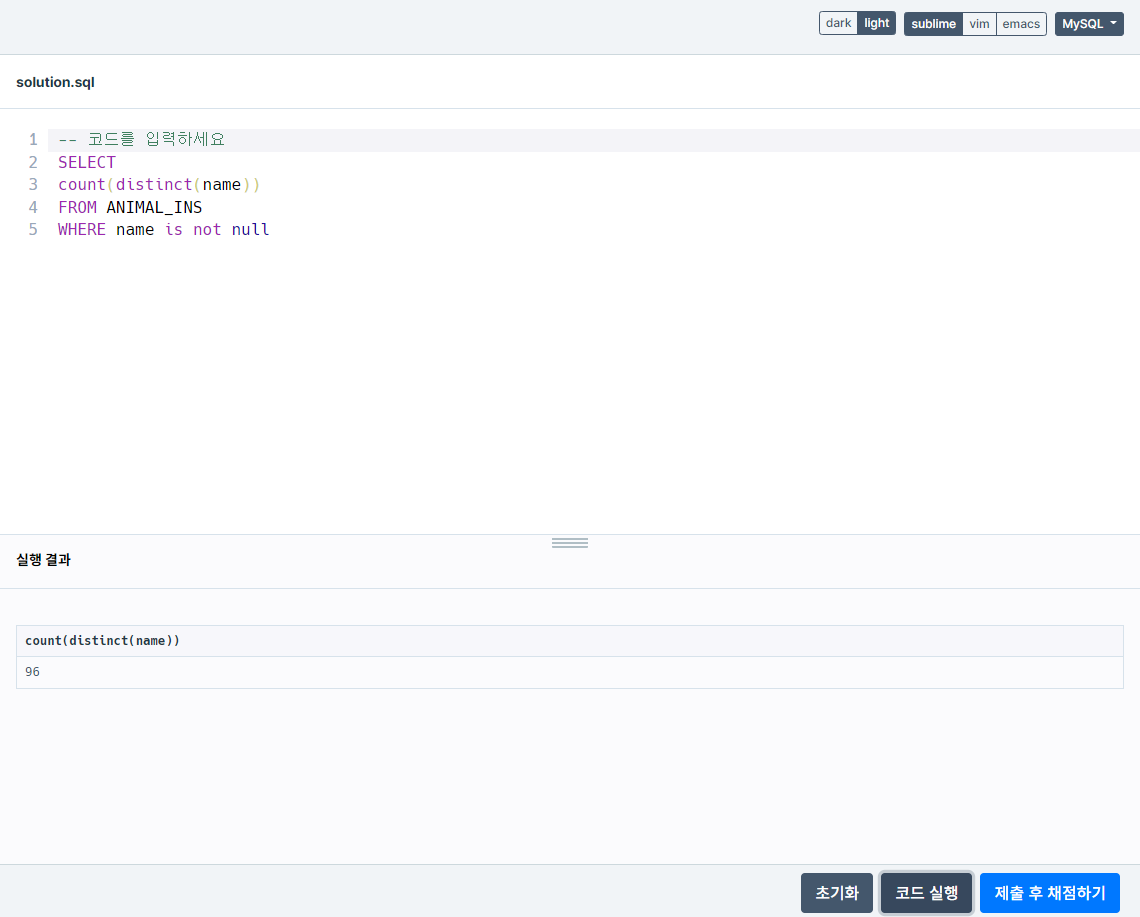 dark light sublime vim emacs MySQL
solution.sql
1 -- 코드를 입력하세요
2 SELECT
3 count(distinct(name))
4 FROM ANIMAL_INS
5 WHERE name is not null
실행 결과
count(distinct(name))
96
초기화 코드 실행 제출 후 채점하기